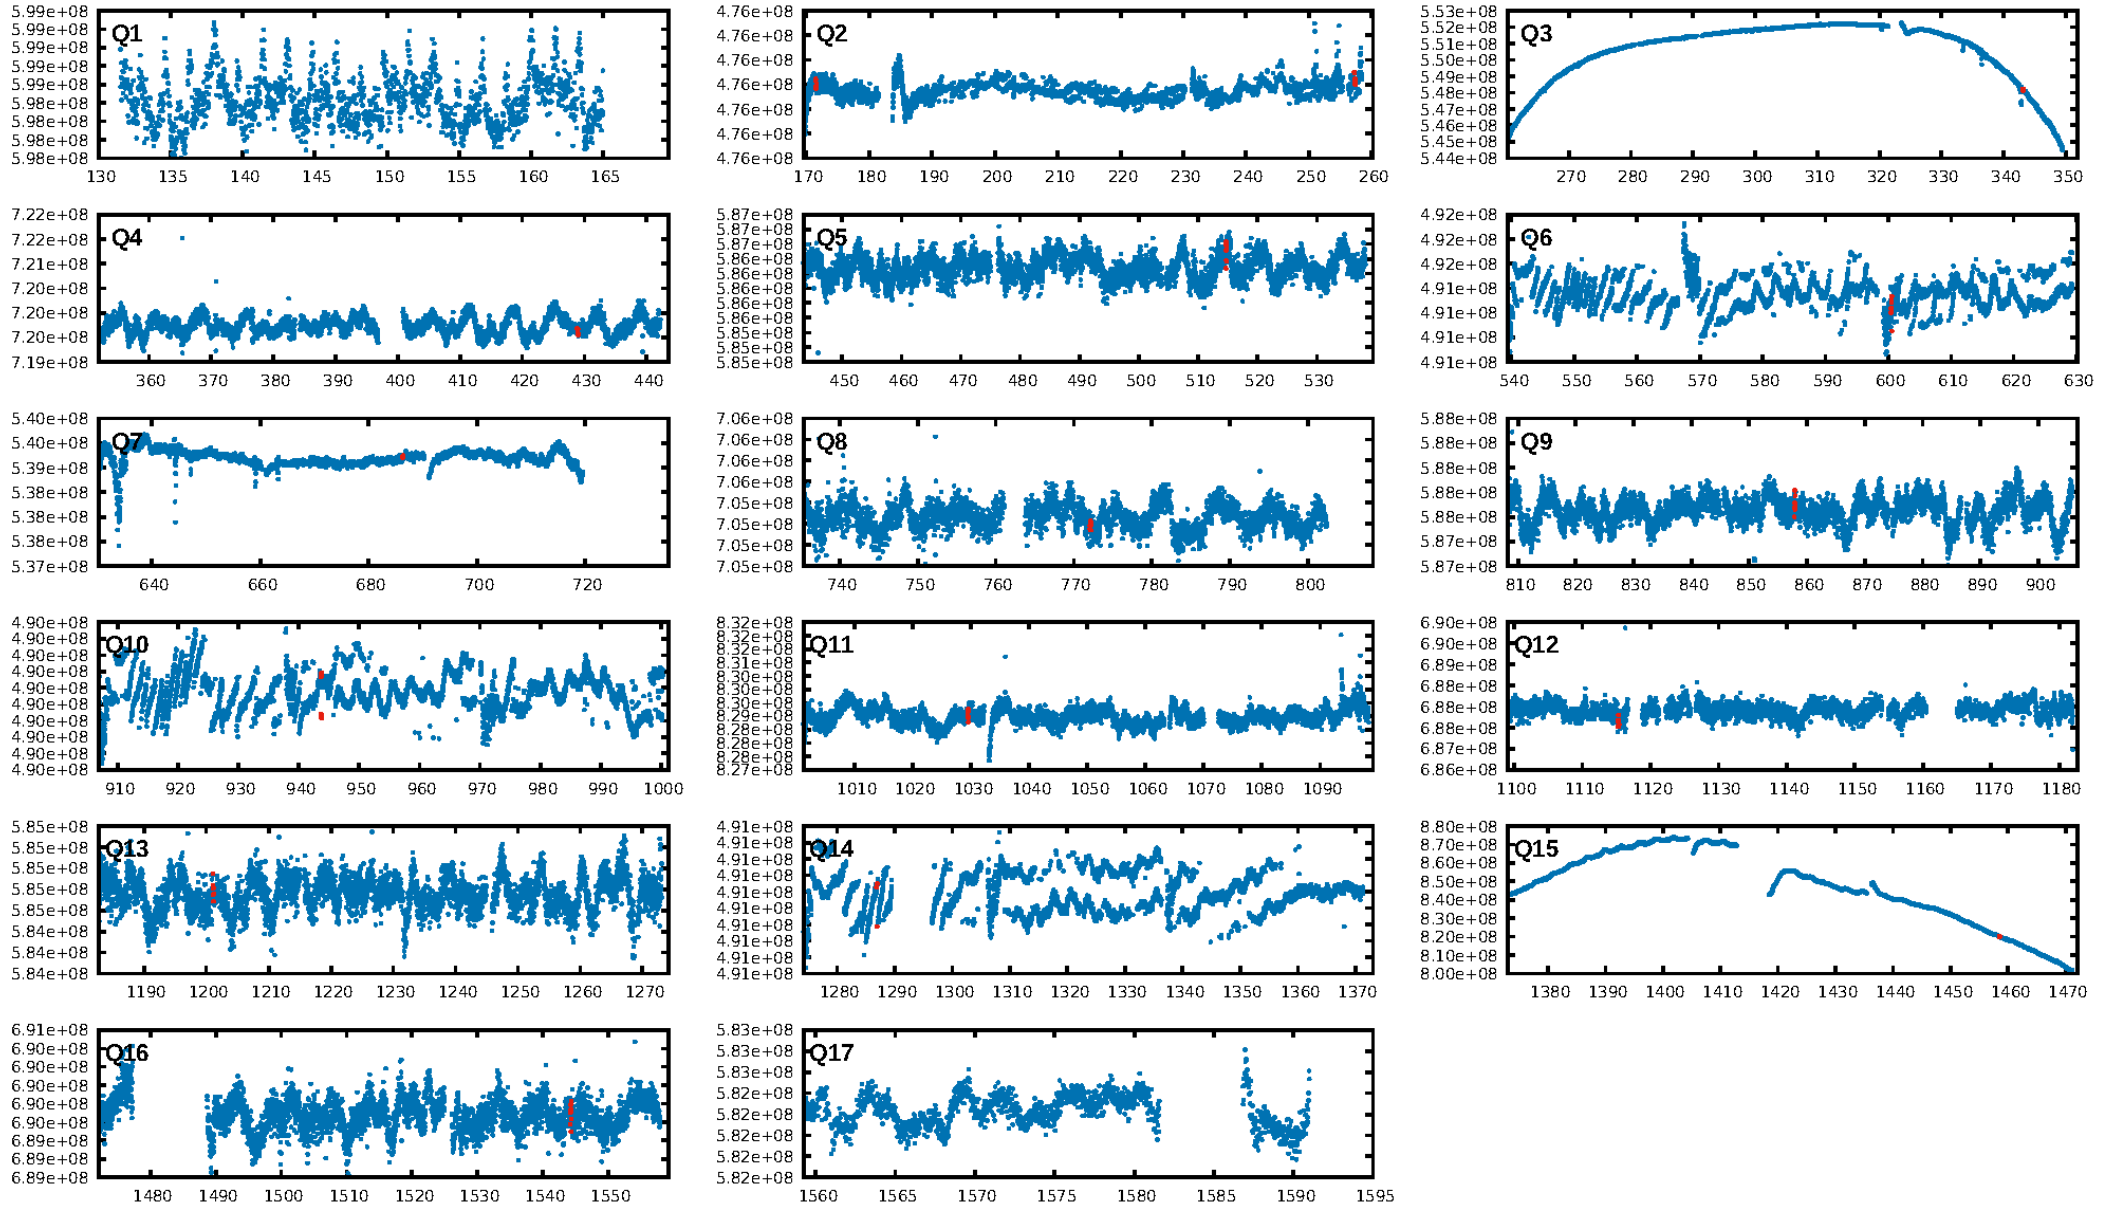 Q1
5.99e+08
5.99e+08
5.99e+08
5.99e+08
5.99e+08
5.98e+08
5.98e+08
5.98e+08
5.98e+08
130 135 140 145 150 155 160 165
Q2
4.76e+08
4.76e+08
4.76e+08
4.76e+08
4.76e+08
4.76e+08
4.76e+08
170 180 190 200 210 220 230 240 250 260
Q3
5.53e+08
5.52e+08
5.51e+08
5.50e+08
5.49e+08
5.48e+08
5.46e+08
5.45e+08
5.44e+08
270 280 290 300 310 320 330 340 350
Q4
7.22e+08
7.22e+08
7.21e+08
7.20e+08
7.20e+08
7.20e+08
7.19e+08
360 370 380 390 400 410 420 430 440
Q5
5.87e+08
5.87e+08
5.87e+08
5.86e+08
5.86e+08
5.86e+08
5.86e+08
5.86e+08
5.85e+08
5.85e+08
5.85e+08
450 460 470 480 490 500 510 520 530
Q6
4.92e+08
4.92e+08
4.92e+08
4.91e+08
4.91e+08
4.91e+08
4.91e+08
540 550 560 570 580 590 600 610 620 630
Q7
5.40e+08
5.40e+08
5.39e+08
5.38e+08
5.38e+08
5.38e+08
5.37e+08
640 660 680 700 720
Q8
7.06e+08
7.06e+08
7.06e+08
7.06e+08
7.05e+08
7.05e+08
7.05e+08
7.05e+08
740 750 760 770 780 790 800
Q9
5.88e+08
5.88e+08
5.88e+08
5.88e+08
5.88e+08
5.87e+08
5.87e+08
810 820 830 840 850 860 870 880 890 900
Q10
4.90e+08
4.90e+08
4.90e+08
4.90e+08
4.90e+08
4.90e+08
4.90e+08
4.90e+08
4.90e+08
4.90e+08
910 920 930 940 950 960 970 980 990 1000
Q11
8.32e+08
8.32e+08
8.31e+08
8.31e+08
8.30e+08
8.30e+08
8.30e+08
8.29e+08
8.28e+08
8.28e+08
8.28e+08
8.27e+08
1010 1020 1030 1040 1050 1060 1070 1080 1090
Q12
6.90e+08
6.90e+08
6.89e+08
6.88e+08
6.88e+08
6.88e+08
6.87e+08
6.86e+08
1100 1110 1120 1130 1140 1150 1160 1170 1180
Q13
5.85e+08
5.85e+08
5.85e+08
5.85e+08
5.85e+08
5.84e+08
5.84e+08
5.84e+08
1190 1200 1210 1220 1230 1240 1250 1260 1270
Q14
4.91e+08
4.91e+08
4.91e+08
4.91e+08
4.91e+08
4.91e+08
4.91e+08
4.91e+08
4.91e+08
4.91e+08
1280 1290 1300 1310 1320 1330 1340 1350 1360 1370
Q15
8.80e+08
8.70e+08
8.60e+08
8.50e+08
8.40e+08
8.30e+08
8.20e+08
8.10e+08
8.00e+08
1380 1390 1400 1410 1420 1430 1440 1450 1460 1470
Q16
6.91e+08
6.90e+08
6.90e+08
6.90e+08
6.90e+08
6.90e+08
6.89e+08
6.89e+08
6.89e+08
1480 1490 1500 1510 1520 1530 1540 1550
Q17
5.83e+08
5.83e+08
5.83e+08
5.82e+08
5.82e+08
5.82e+08
5.82e+08
5.82e+08
1560 1565 1570 1575 1580 1585 1590 1595